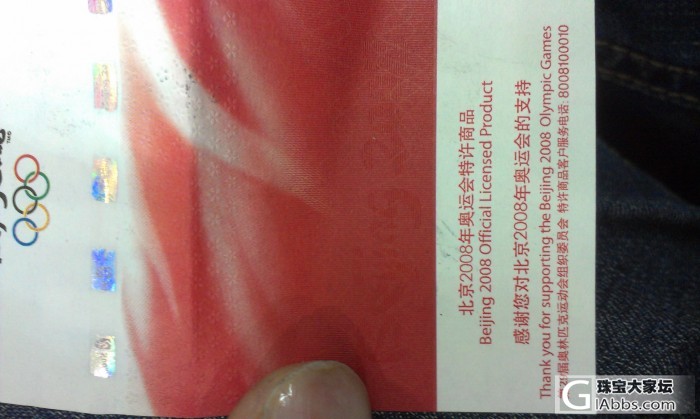 北京2008年奥运会特许商品
Beijing 2008 Official Licensed Product
感谢您对北京2008年奥运会的支持
Thank you for supporting the Beijing 2008 Olympic Games
届奥林匹克运动会组织委员会 特许商品客户服务电话: 8008100010
TM
珠宝大家坛
GIAbbs.com